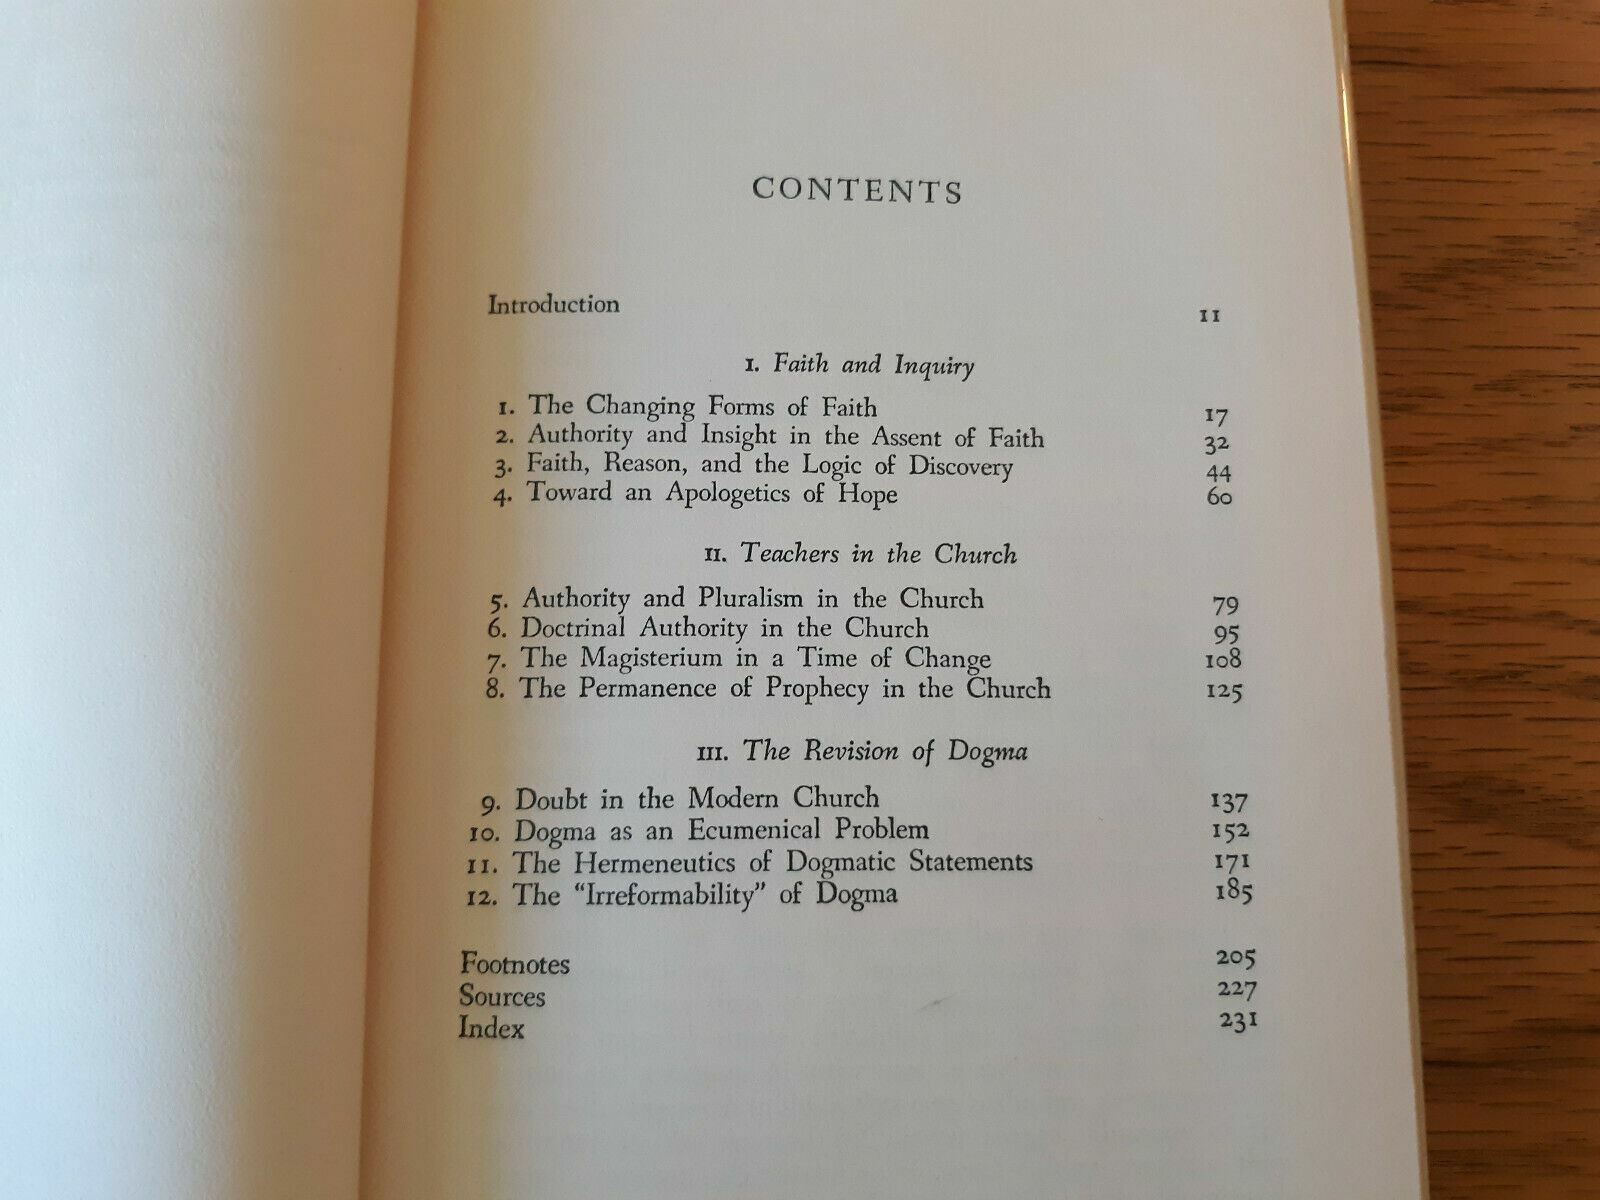 CONTENTS
Introduction 11
I. Faith and Inquiry
1. The Changing Forms of Faith 17
2. Authority and Insight in the Assent of Faith 32
3. Faith, Reason, and the Logic of Discovery 44
4. Toward an Apologetics of Hope 60
II. Teachers in the Church
5. Authority and Pluralism in the Church 79
6. Doctrinal Authority in the Church 95
7. The Magisterium in a Time of Change 108
8. The Permanence of Prophecy in the Church 125
III. The Revision of Dogma
9. Doubt in the Modern Church 137
10. Dogma as an Ecumenical Problem 152
11. The Hermeneutics of Dogmatic Statements 171
12. The "Irreformability" of Dogma 185
Footnotes 205
Sources 227
Index 231